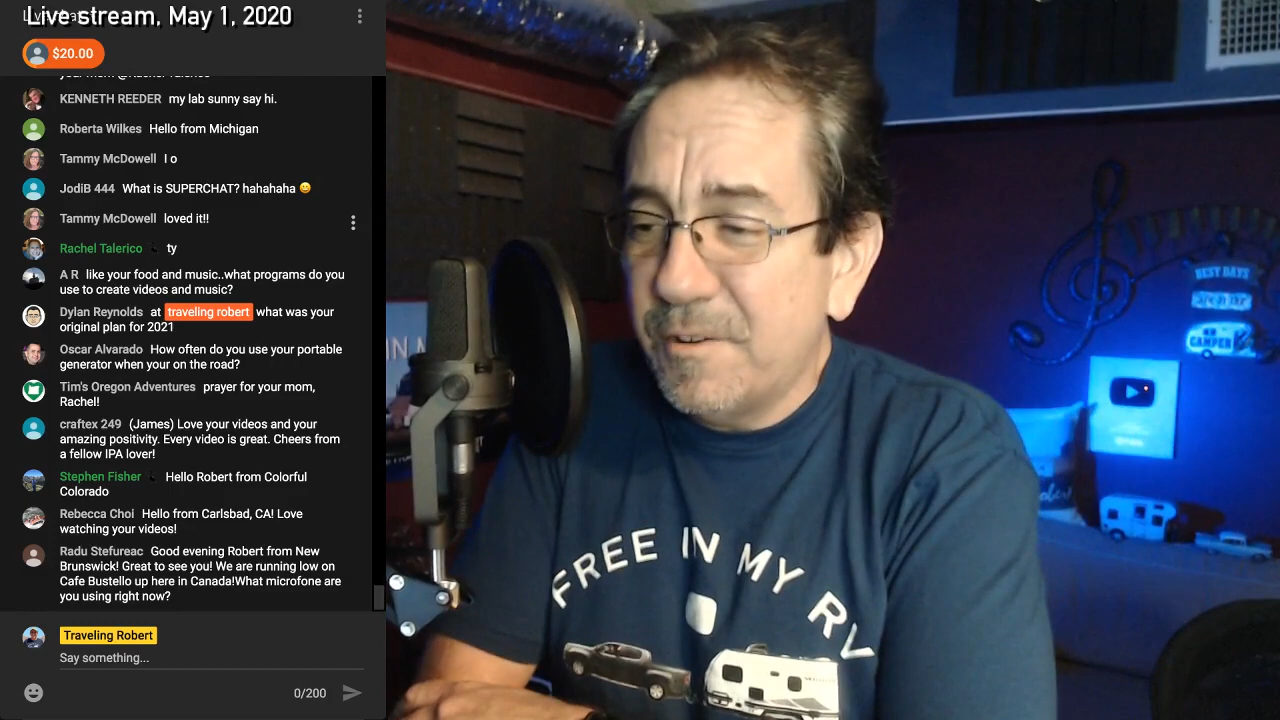 Live stream, May 1, 2020
$20.00
KENNETH REEDER my lab sunny say hi.
Roberta Wilkes Hello from Michigan
Tammy McDowell I o
JodiB 444 What is SUPERCHAT? hahahaha 😄
Tammy McDowell loved it!!
Rachel Talerico ty
A R like your food and music..what programs do you
use to create videos and music?
Dylan Reynolds at traveling robert what was your
original plan for 2021
Oscar Alvarado How often do you use your portable
generator when your on the road?
Tim's Oregon Adventures prayer for your mom,
Rachel!
craftex 249 (James) Love your videos and your
amazing positivity. Every video is great. Cheers from
a fellow IPA lover!
Stephen Fisher Hello Robert from Colorful
Colorado
Rebecca Choi Hello from Carlsbad, CA! Love
watching your videos!
Radu Stefureac Good evening Robert from New
Brunswick! Great to see you! We are running low on
Cafe Bustello up here in Canada!What microfone are
you using right now?
Traveling Robert
Say something...
0/200
FREE IN MY RV
BEST DAYS
CAMPER
IN M